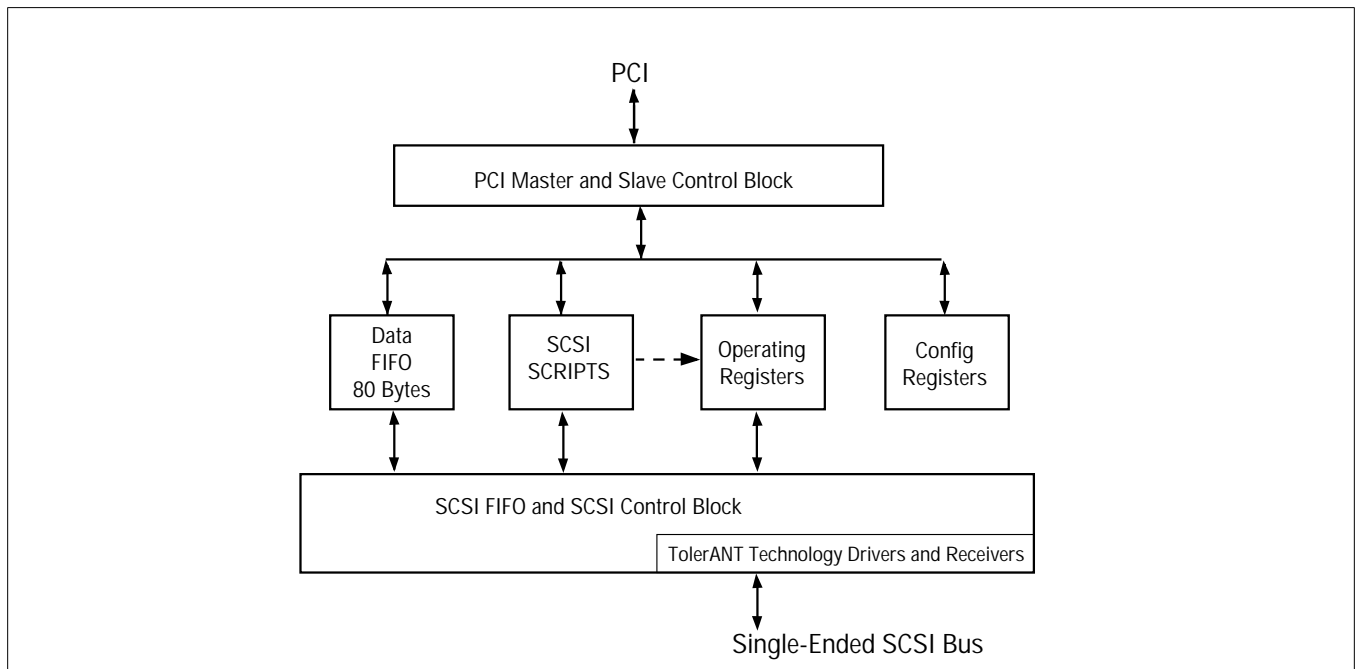 PCI
PCI Master and Slave Control Block
Data
FIFO
80 Bytes
SCSI
SCRIPTS
Operating
Registers
Config
Registers
SCSI FIFO and SCSI Control Block
TolerANT Technology Drivers and Receivers
Single-Ended SCSI Bus